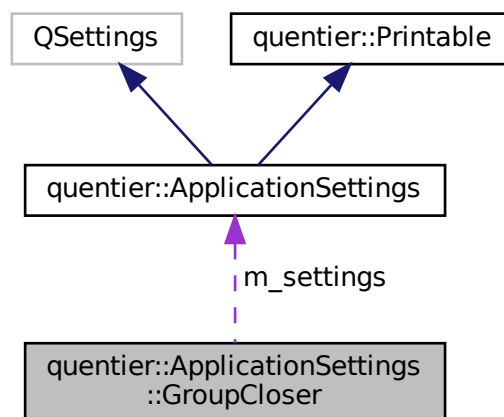 QSettings
quentier::Printable
quentier::ApplicationSettings
m_settings
quentier::ApplicationSettings
::GroupCloser